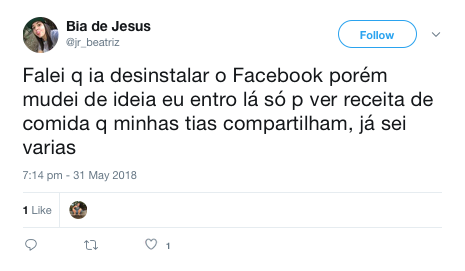 Bia de Jesus
@jr_beatriz
Follow
Falei q ia desinstalar o Facebook porém
mudei de ideia eu entro lá só p ver receita de
comida q minhas tias compartilham, já sei
varias
7:14 pm - 31 May 2018
1 Like
1